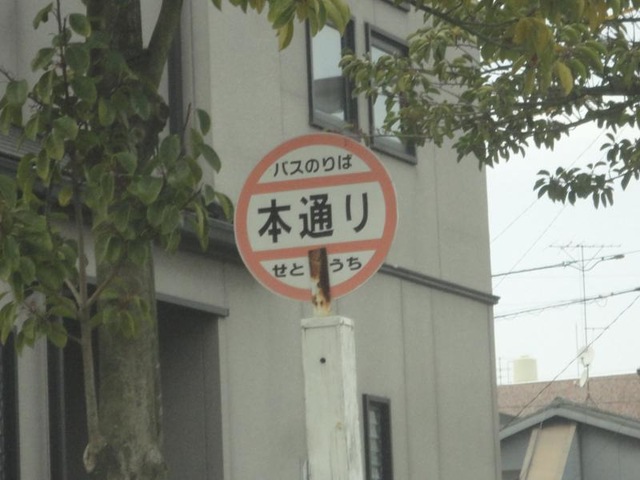 バスのりば
本通り
せと うち